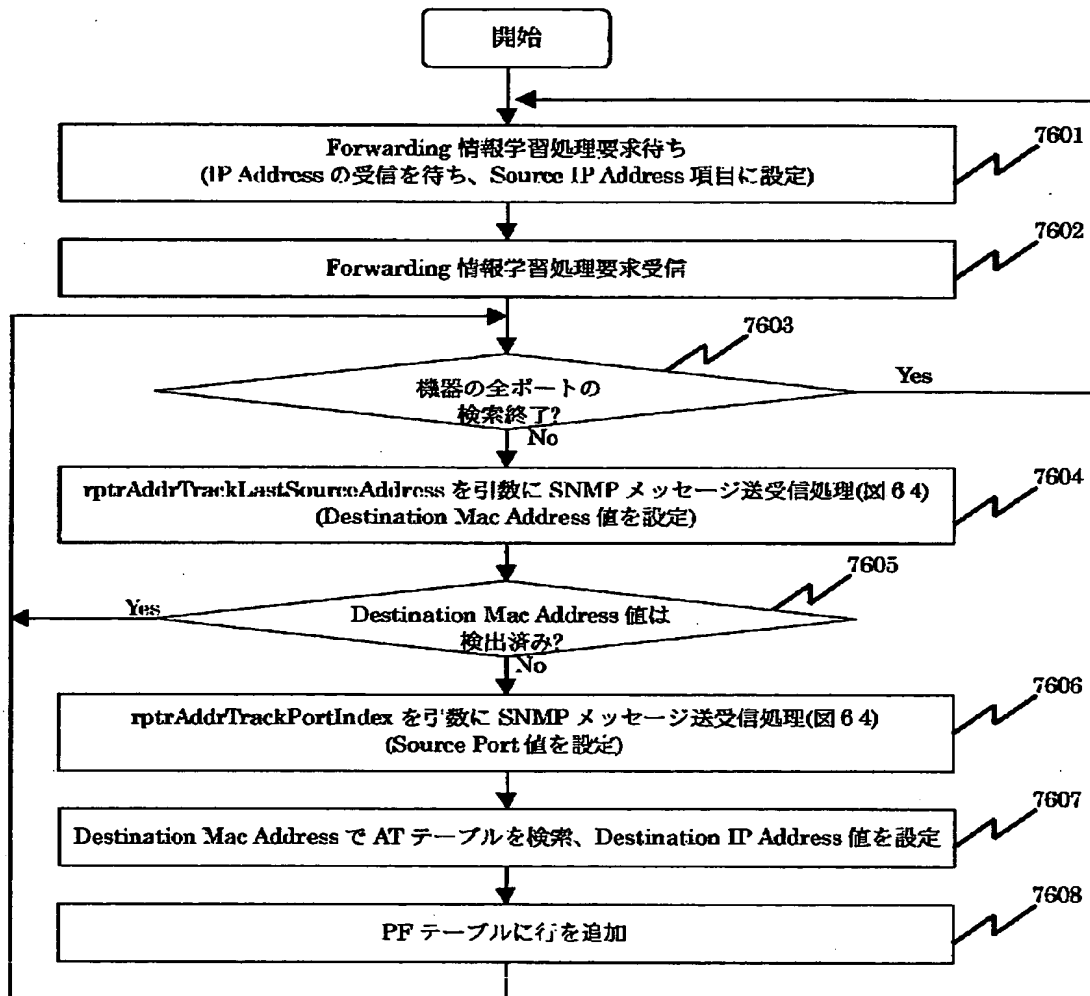 開始
Forwarding 情報学習処理要求待ち
(IP Address の受信を待ち、Source IP Address 項目に設定)
7601
Forwarding 情報学習処理要求受信
7602
7603
機器の全ポートの
検索終了?
Yes
No
rptrAddrTrackLastSourceAddress を引数に SNMP メッセージ送受信処理(図６４)
(Destination Mac Address 値を設定)
7604
7605
Destination Mac Address 値は
検出済み?
Yes
No
rptrAddrTrackPortIndex を引数に SNMP メッセージ送受信処理(図６４)
(Source Port 値を設定)
7606
Destination Mac Address で AT テーブルを検索、Destination IP Address 値を設定
7607
PF テーブルに行を追加
7608